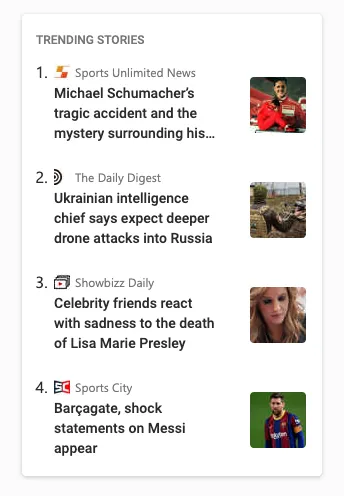 TRENDING STORIES
1. Sports Unlimited News
Michael Schumacher's
tragic accident and the
mystery surrounding his...
2. The Daily Digest
Ukrainian intelligence
chief says expect deeper
drone attacks into Russia
3. Showbizz Daily
Celebrity friends react
with sadness to the death
of Lisa Marie Presley
4. SC Sports City
Barçagate, shock
statements on Messi
appear